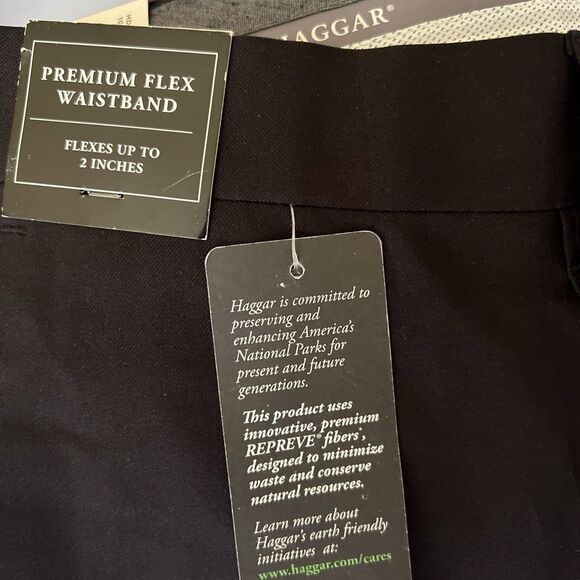 HAGGAR®
PREMIUM FLEX
WAISTBAND
FLEXES UP TO
2 INCHES
Haggar is committed to
preserving and
enhancing America's
National Parks for
present and future
generations.
This product uses
innovative, premium
REPREVE® fibers,
designed to minimize
waste and conserve
natural resources.
Learn more about
Haggar's earth friendly
initiatives at:
www.haggar.com/cares